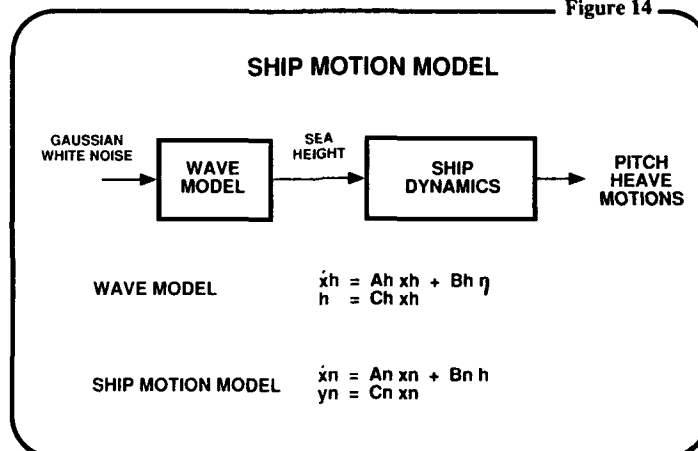 Figure 14
SHIP MOTION MODEL
GAUSSIAN
WHITE NOISE
WAVE
MODEL
SEA
HEIGHT
SHIP
DYNAMICS
PITCH
HEAVE
MOTIONS
WAVE MODEL
ẋh = Ah xh + Bh η
h = Ch xh
SHIP MOTION MODEL
ẋn = An xn + Bn h
yn = Cn xn